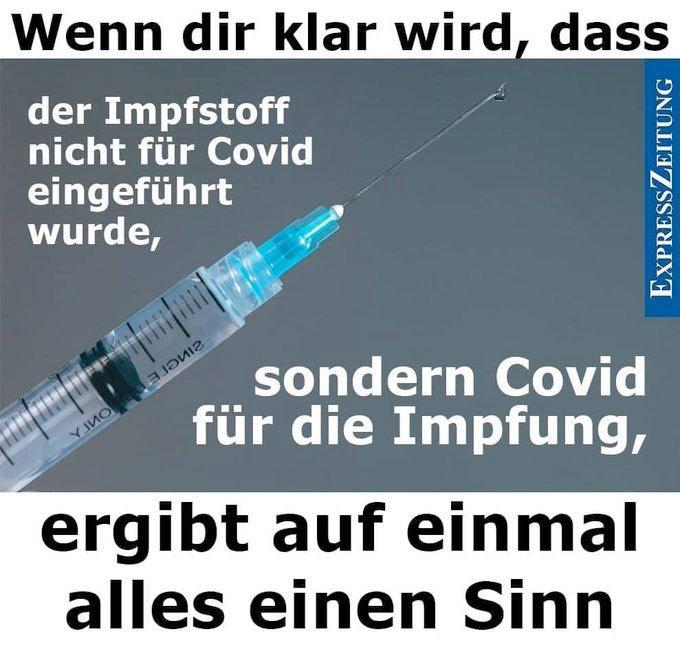 Wenn dir klar wird, dass
der Impfstoff
nicht für Covid
eingeführt
wurde,
EXPRESSZEITUNG
SINGLE
ONLY
sondern Covid
für die Impfung,
ergibt auf einmal
alles einen Sinn